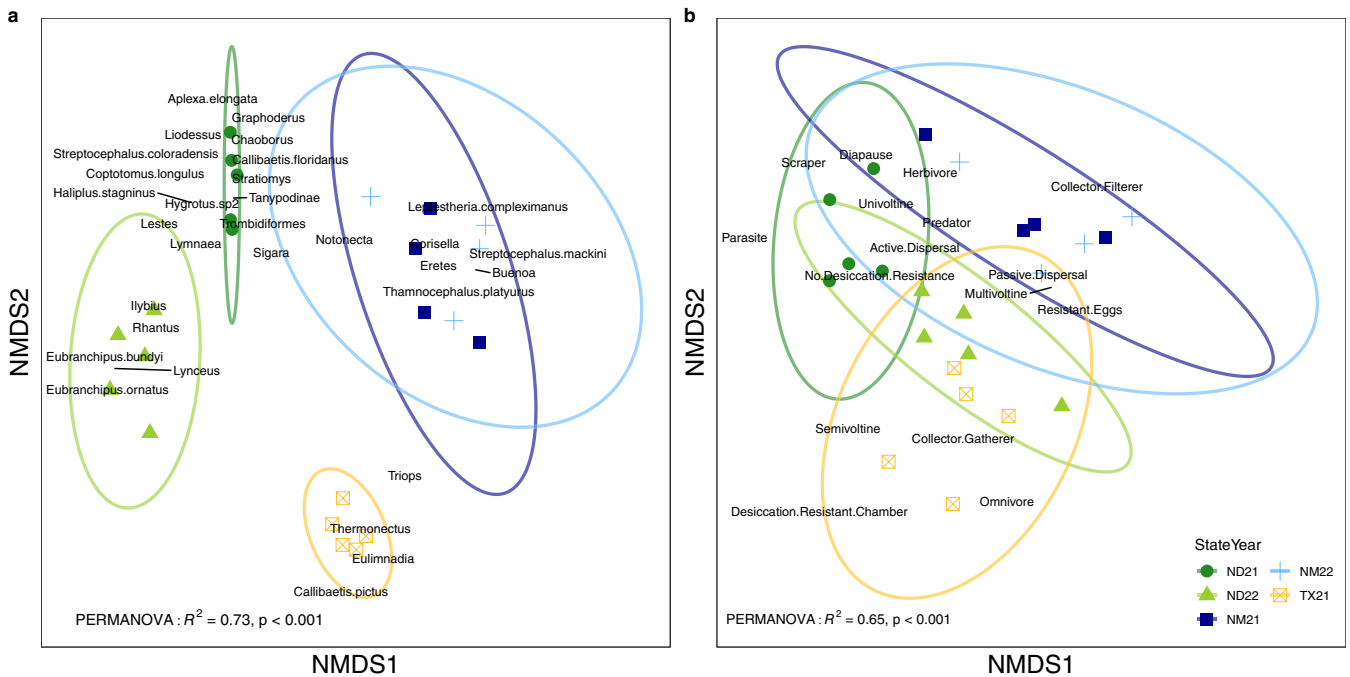 a
Aplexa.elongata
Graphoderus
Liodessus
Chaoborus
Streptocephalus.coloradensis
Callibaetis.floridanus
Coptotomus.longulus
Stratiomys
Haliplus.stagninus
Tanypodinae
Hygrotus.sp2
Lestes
Trombidiformes
Lymnaea
Sigara
Notonecta
Leptestheria.compleximanus
Corisella
Streptocephalus.mackini
Eretes
Buenoa
Thamnocephalus.platyurus
Ilybius
Rhantus
Eubranchipus.bundyi
Lynceus
Eubranchipus.ornatus
Triops
Thermonectus
Eulimnadia
Callibaetis.pictus
PERMANOVA : R² = 0.73, p < 0.001
NMDS2
NMDS1
b
Scraper
Diapause
Herbivore
Collector.Filterer
Univoltine
Predator
Parasite
Active.Dispersal
No.Desiccation.Resistance
Passive.Dispersal
Multivoltine
Resistant.Eggs
Semivoltine
Collector.Gatherer
Desiccation.Resistant.Chamber
Omnivore
PERMANOVA : R² = 0.65, p < 0.001
StateYear
ND21
NM22
ND22
TX21
NM21
NMDS2
NMDS1